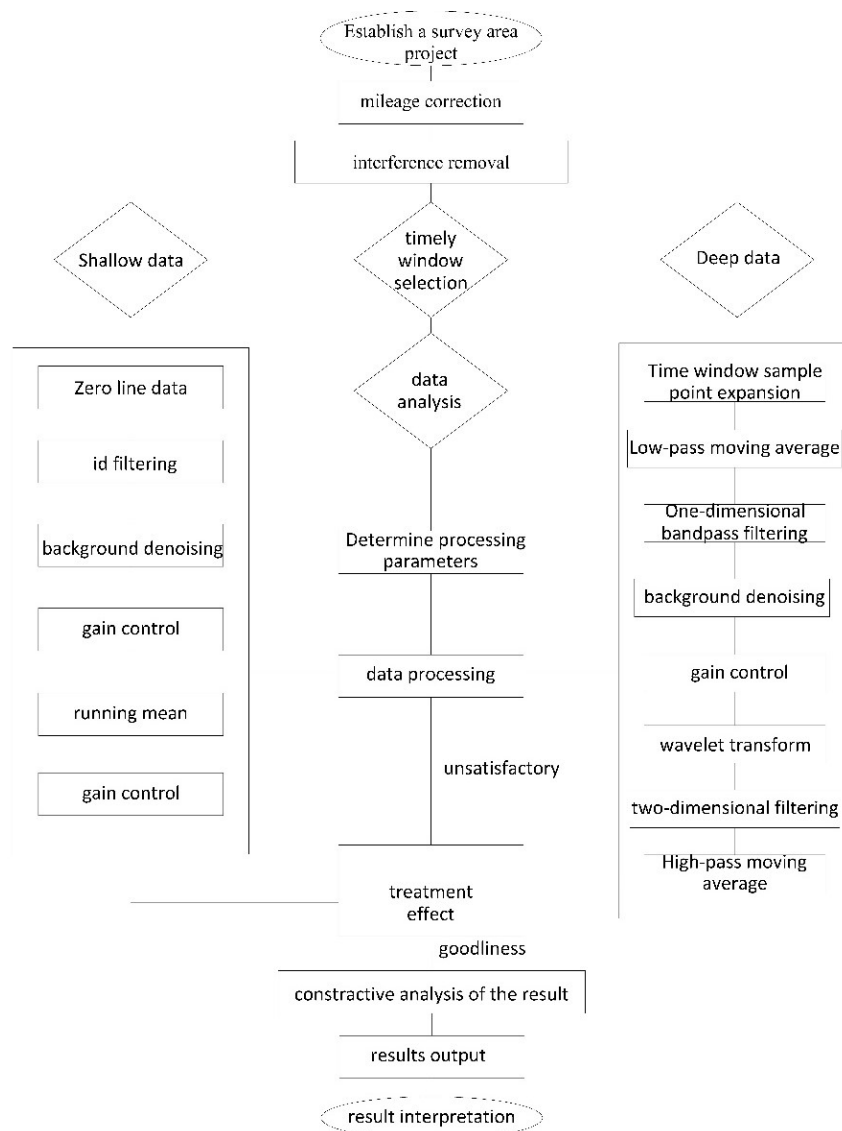 Establish a survey area
project
mileage correction
interference removal
Shallow data
timely
window
selection
Deep data
Zero line data
id filtering
background denoising
gain control
running mean
gain control
data
analysis
Determine processing
parameters
data processing
unsatisfactory
treatment
effect
goodliness
constractive analysis of the result
results output
result interpretation
Time window sample
point expansion
Low-pass moving average
One-dimensional
bandpass filtering
background denoising
gain control
wavelet transform
two-dimensional filtering
High-pass moving
average